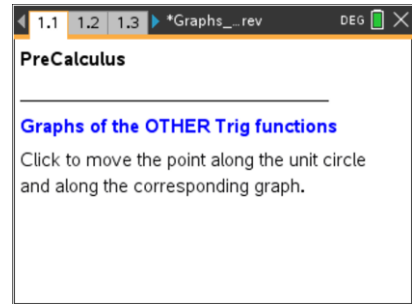 1.1 1.2 1.3 *Graphs_...rev DEG
PreCalculus
Graphs of the OTHER Trig functions
Click to move the point along the unit circle
and along the corresponding graph.